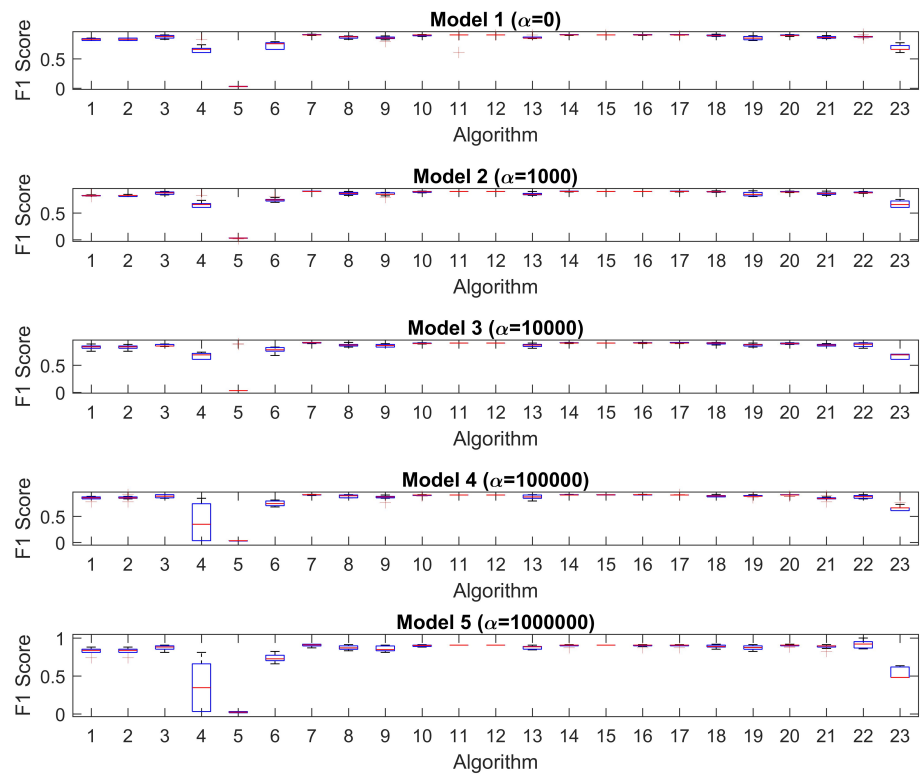 Model 1 (α=0)
F1 Score
0.5
0
1 2 3 4 5 6 7 8 9 10 11 12 13 14 15 16 17 18 19 20 21 22 23
Algorithm
Model 2 (α=1000)
F1 Score
0.5
0
1 2 3 4 5 6 7 8 9 10 11 12 13 14 15 16 17 18 19 20 21 22 23
Algorithm
Model 3 (α=10000)
F1 Score
0.5
0
1 2 3 4 5 6 7 8 9 10 11 12 13 14 15 16 17 18 19 20 21 22 23
Algorithm
Model 4 (α=100000)
F1 Score
0.5
0
1 2 3 4 5 6 7 8 9 10 11 12 13 14 15 16 17 18 19 20 21 22 23
Algorithm
Model 5 (α=1000000)
F1 Score
1
0.5
0
1 2 3 4 5 6 7 8 9 10 11 12 13 14 15 16 17 18 19 20 21 22 23
Algorithm